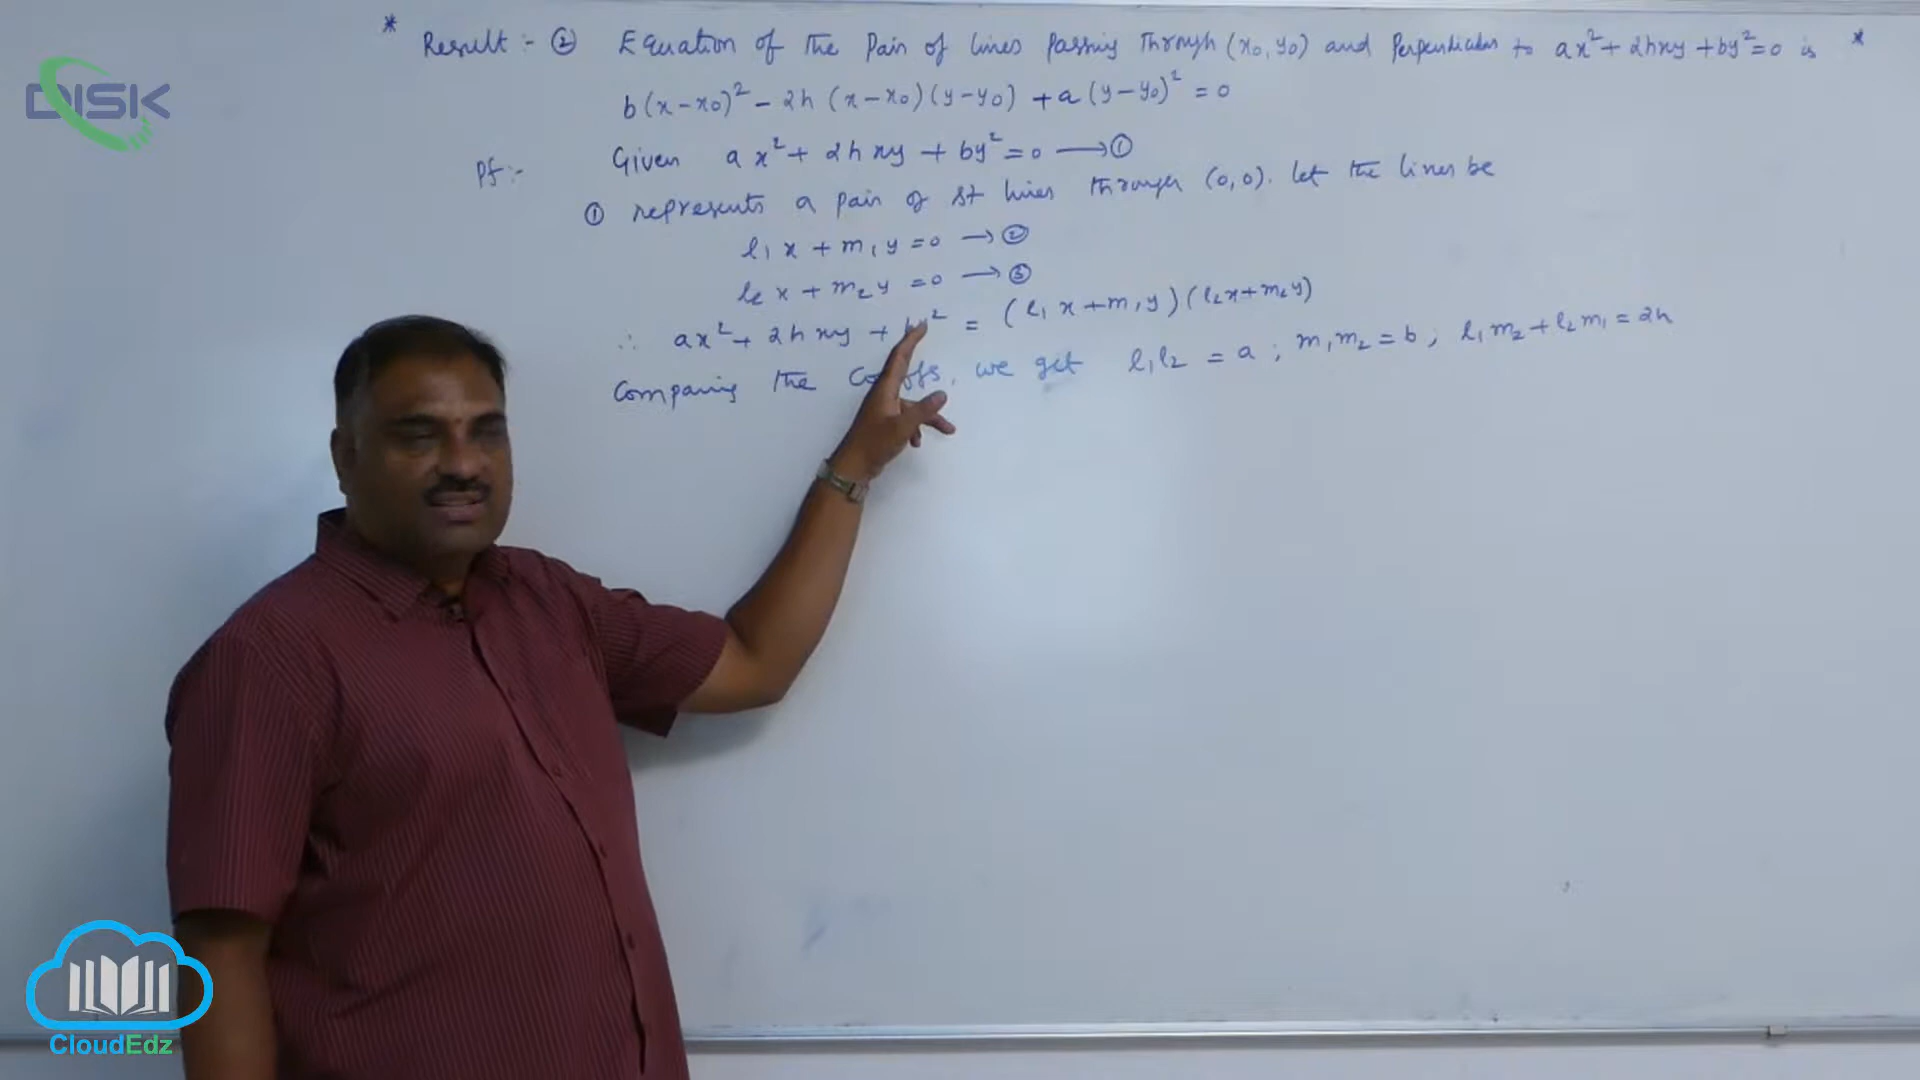 DISK
* Result :- ② Equation of the Pair of lines Passing Through (x₀, y₀) and Perpendicular to ax² + 2hxy + by² = 0 is *
b(x-x₀)² - 2h (x-x₀)(y-y₀) + a(y-y₀)² = 0
Pf :- Given ax² + 2hxy + by² = 0 → ①
① represents a pair of st lines through (0,0). let the lines be
l₁x + m₁y = 0 → ②
l₂x + m₂y = 0 → ③
∴ ax² + 2hxy + by² = (l₁x + m₁y)(l₂x + m₂y)
Comparing the Co-effs, we get l₁l₂ = a ; m₁m₂ = b ; l₁m₂ + l₂m₁ = 2h
CloudEdz